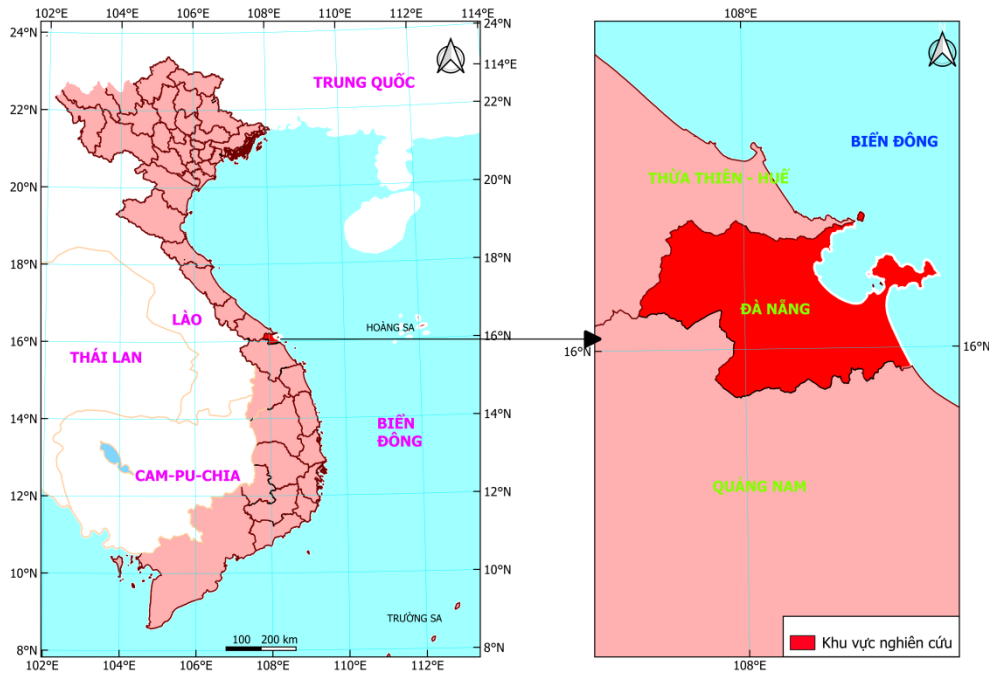 102°E 104°E 106°E 108°E 110°E 112°E 114°E
24°N
24°N
114°E
TRUNG QUỐC
22°N
22°N
20°N
20°N
18°N
18°N
LÀO
HOÀNG SA
16°N
16°N
THÁI LAN
14°N
14°N
BIỂN
ĐÔNG
CAM-PU-CHIA
12°N
12°N
10°N
10°N
TRƯỜNG SA
100 200 km
8°N
8°N
102°E 104°E 106°E 108°E 110°E 112°E
108°E
BIỂN ĐÔNG
THỪA THIÊN - HUẾ
ĐÀ NẴNG
16°N
16°N
QUẢNG NAM
Khu vực nghiên cứu
108°E